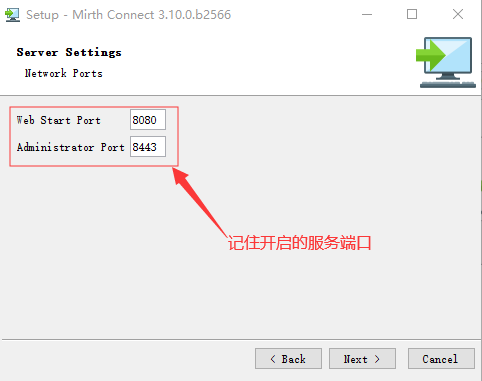 Setup - Mirth Connect 3.10.0.b2566
Server Settings
Network Ports
Web Start Port 8080
Administrator Port 8443
记住开启的服务端口
< Back Next > Cancel